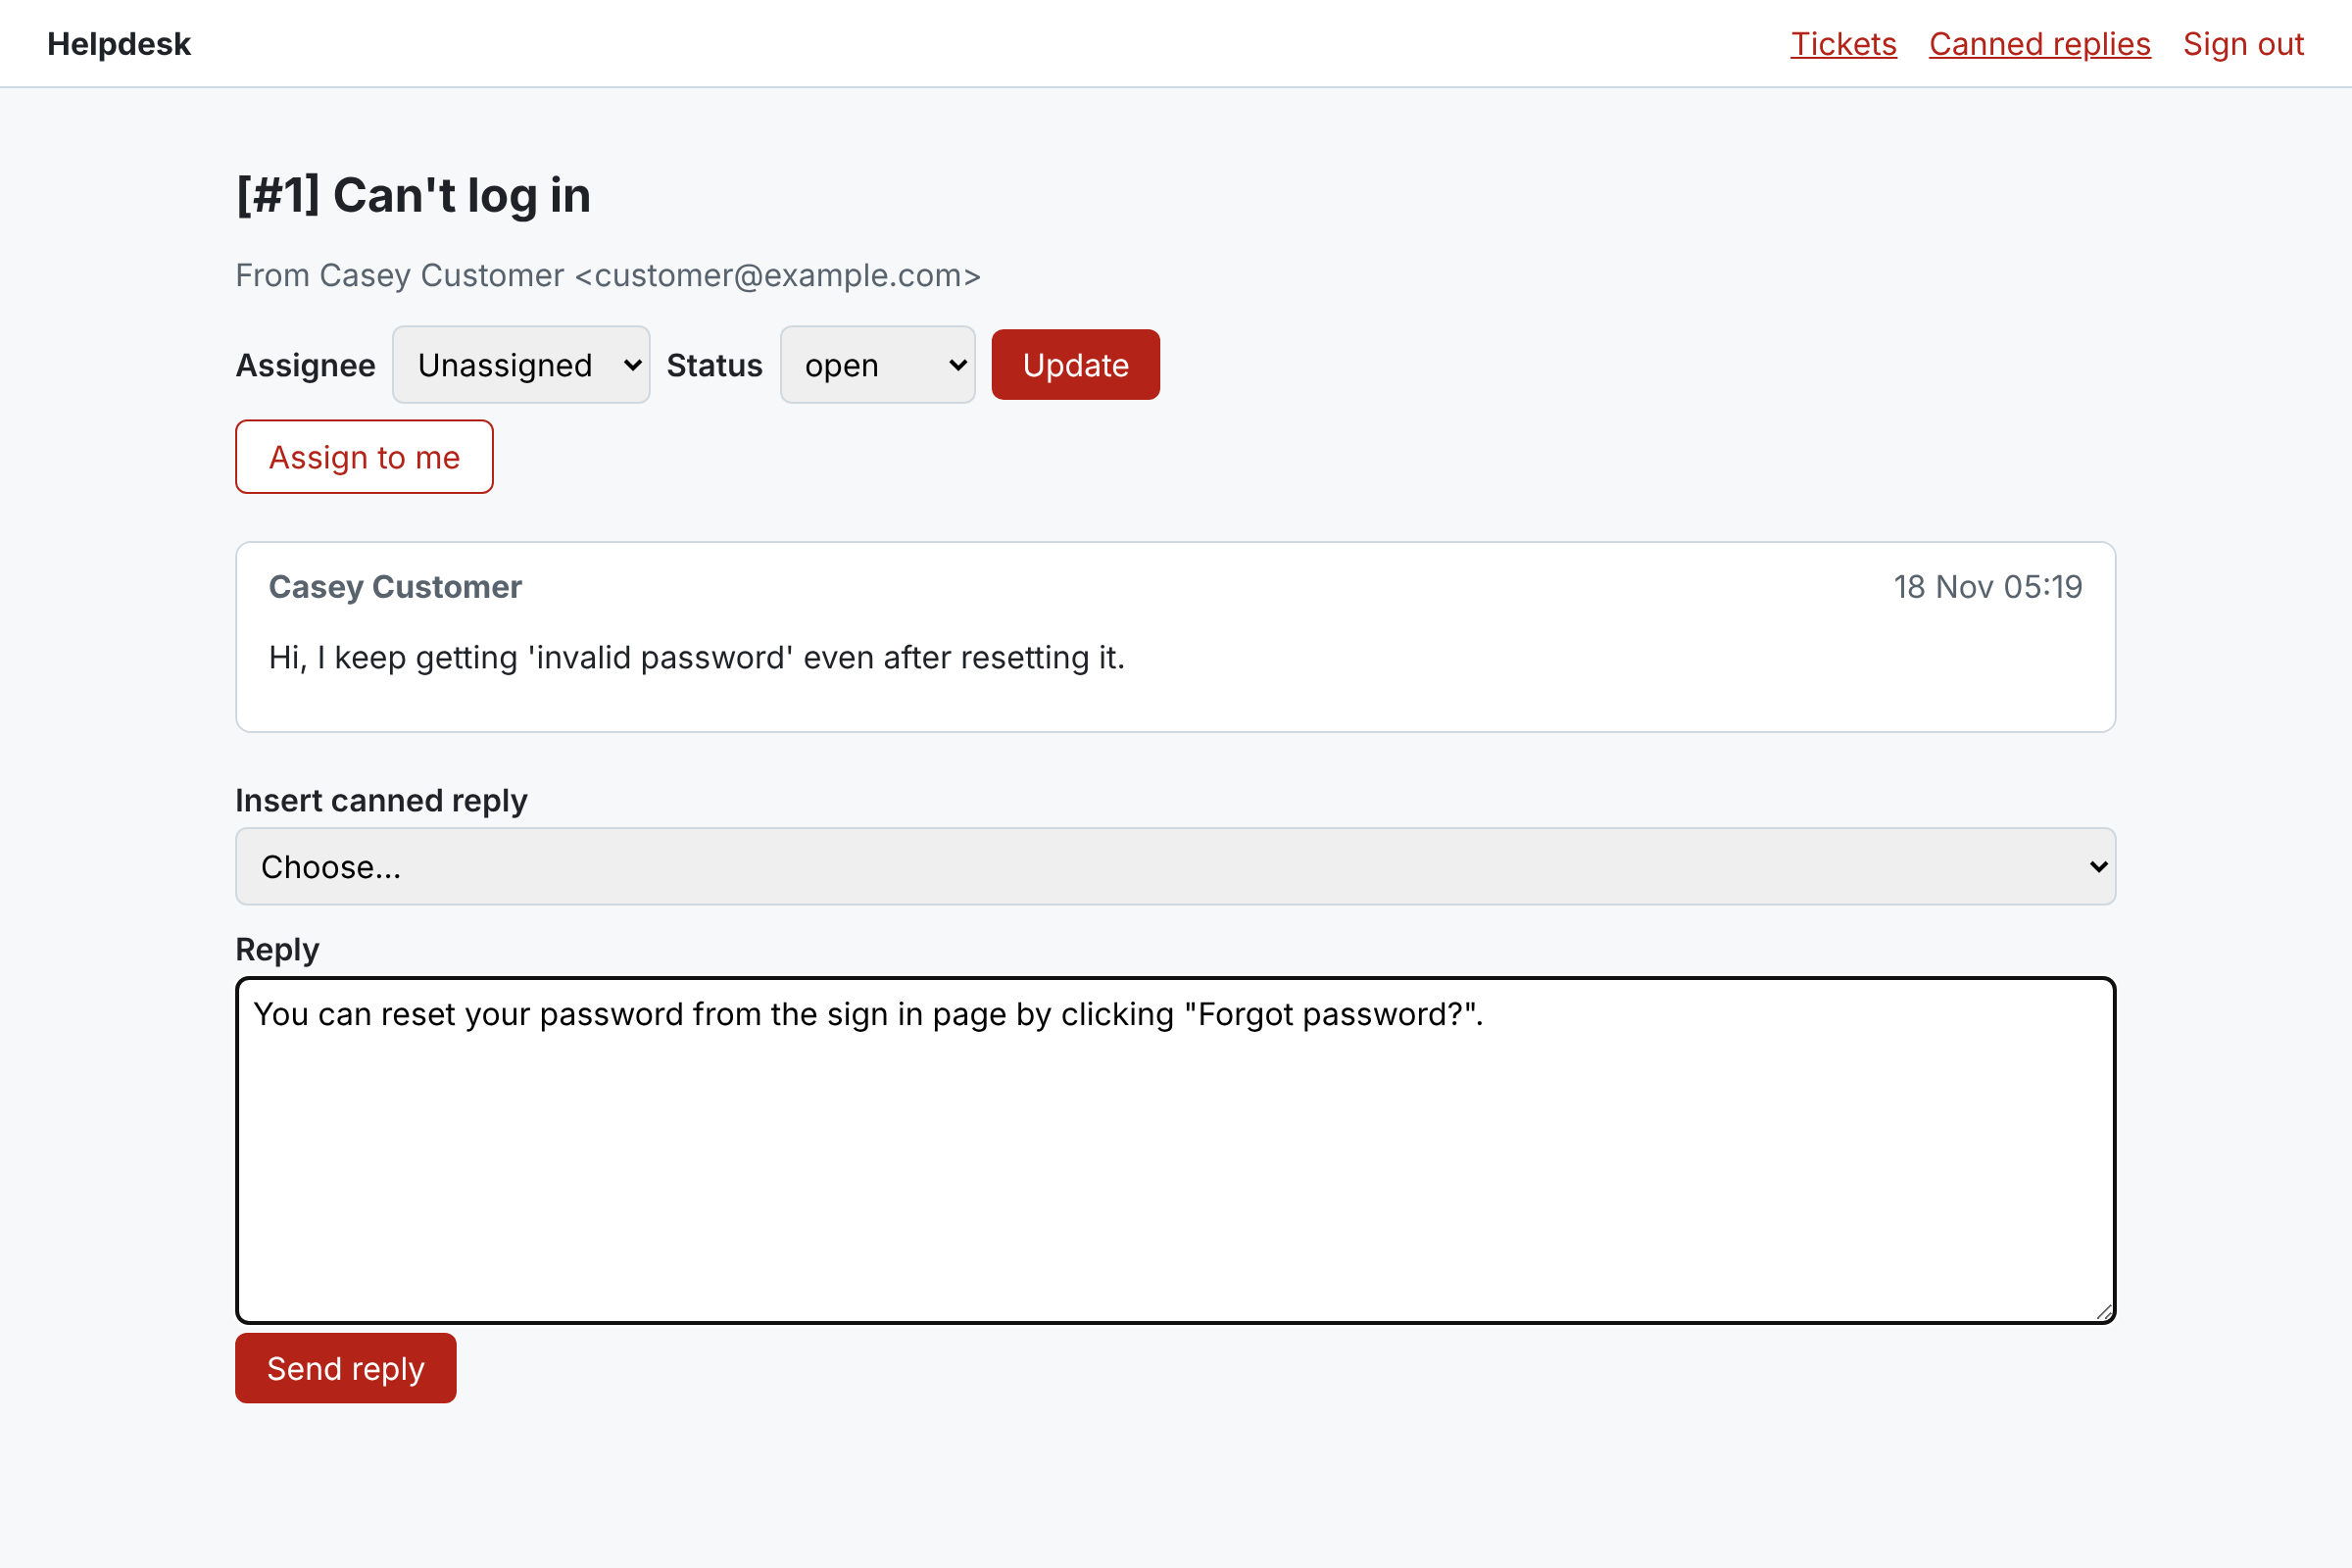 Helpdesk
Tickets Canned replies Sign out
[#1] Can't log in
From Casey Customer <customer@example.com>
Assignee Unassigned Status open Update
Assign to me
Casey Customer 18 Nov 05:19
Hi, I keep getting 'invalid password' even after resetting it.
Insert canned reply
Choose...
Reply
You can reset your password from the sign in page by clicking "Forgot password?".
Send reply